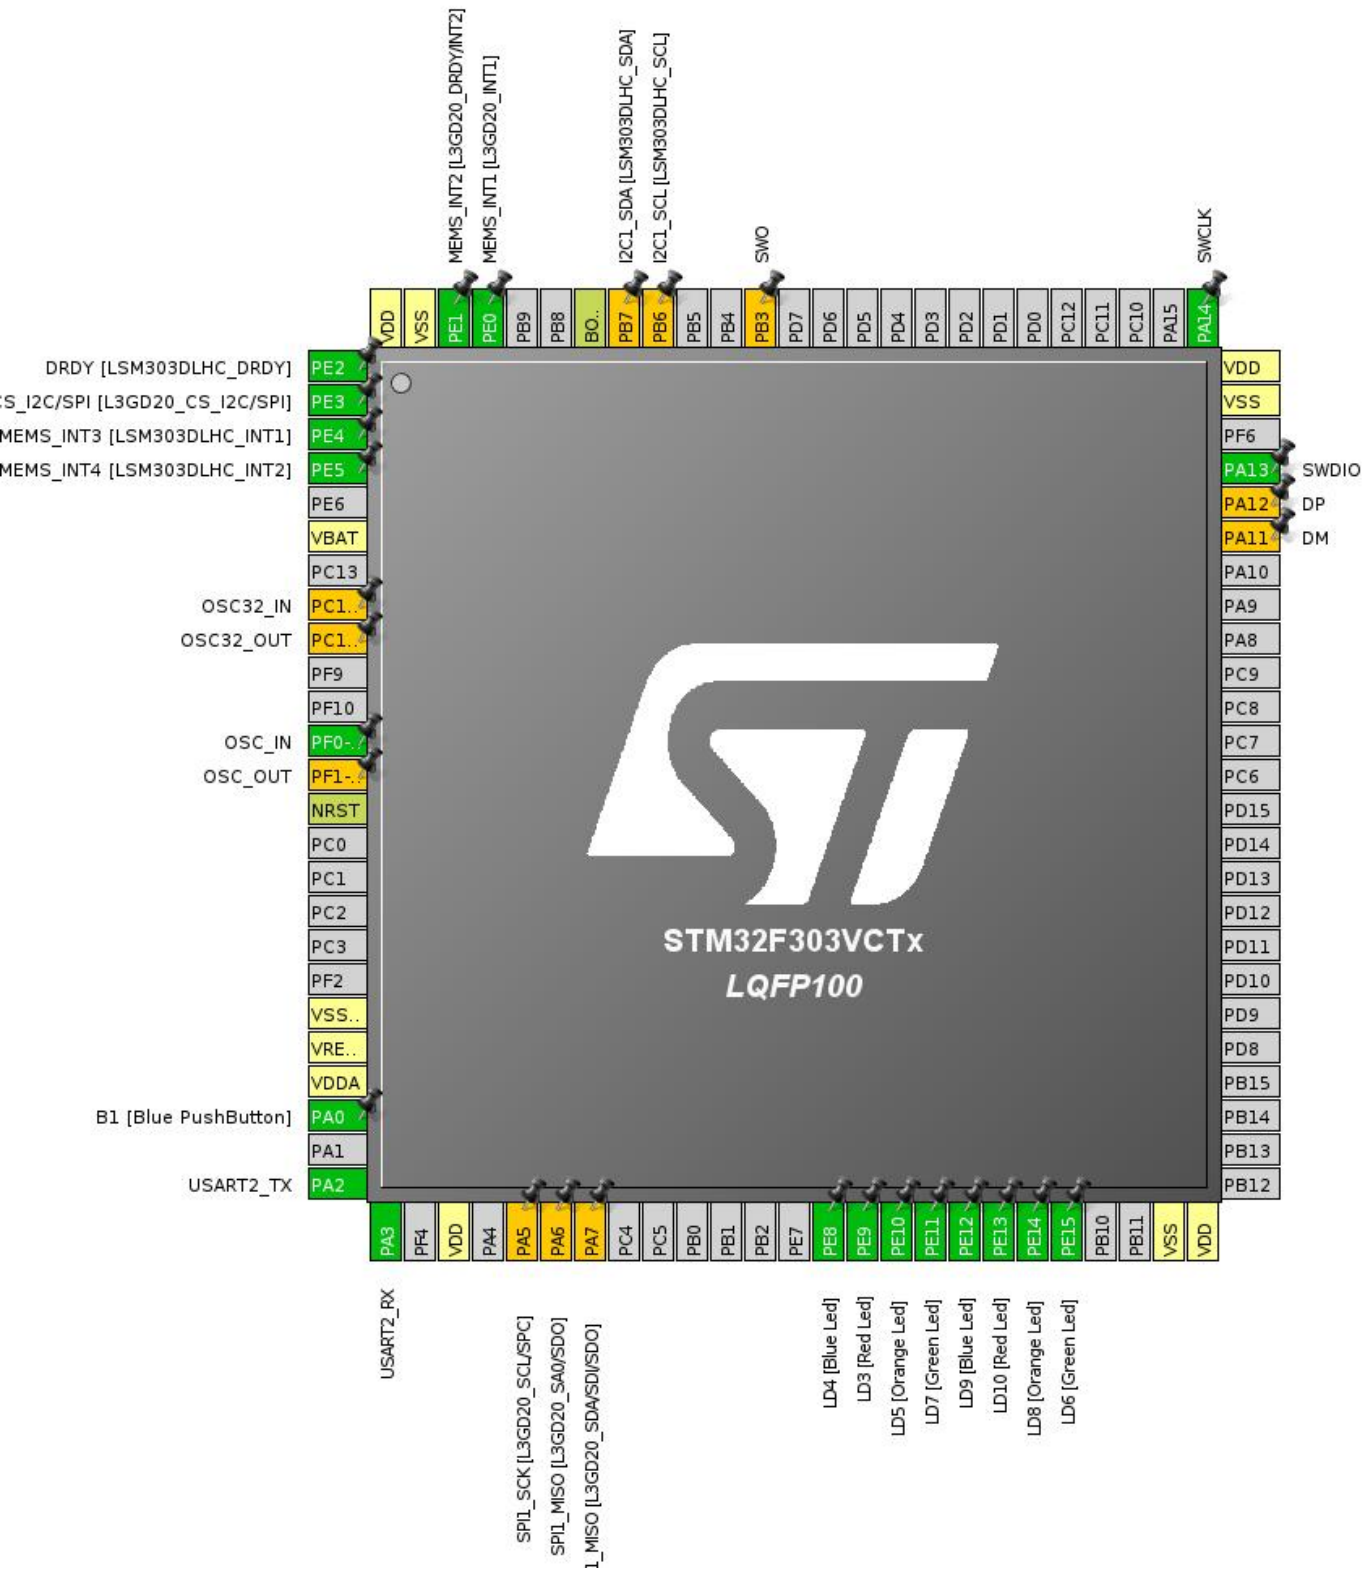 MEMS_INT2 [L3GD20_DRDY/INT2]
MEMS_INT1 [L3GD20_INT1]
I2C1_SDA [LSM303DLHC_SDA]
I2C1_SCL [LSM303DLHC_SCL]
SWO
SWCLK
VDD
VSS
PE1
PE0
PB9
PB8
BO..
PB7
PB6
PB5
PB4
PB3
PD7
PD6
PD5
PD4
PD3
PD2
PD1
PD0
PC12
PC11
PC10
PA15
PA14
DRDY [LSM303DLHC_DRDY] PE2
CS_I2C/SPI [L3GD20_CS_I2C/SPI] PE3
MEMS_INT3 [LSM303DLHC_INT1] PE4
MEMS_INT4 [LSM303DLHC_INT2] PE5
PE6
VBAT
PC13
OSC32_IN PC1..
OSC32_OUT PC1..
PF9
PF10
OSC_IN PF0-..
OSC_OUT PF1-..
NRST
PC0
PC1
PC2
PC3
PF2
VSS..
VRE..
VDDA
B1 [Blue PushButton] PA0
PA1
USART2_TX PA2
ST
STM32F303VCTx
LQFP100
VDD
VSS
PF6
PA13 SWDIO
PA12 DP
PA11 DM
PA10
PA9
PA8
PC9
PC8
PC7
PC6
PD15
PD14
PD13
PD12
PD11
PD10
PD9
PD8
PB15
PB14
PB13
PB12
PA3
PF4
VDD
PA4
PA5
PA6
PA7
PC4
PC5
PB0
PB1
PB2
PE7
PE8
PE9
PE10
PE11
PE12
PE13
PE14
PE15
PB10
PB11
VSS
VDD
USART2_RX
SPI1_SCK [L3GD20_SCL/SPC]
SPI1_MISO [L3GD20_SA0/SDO]
1_MISO [L3GD20_SDA/SDI/SDO]
LD4 [Blue Led]
LD3 [Red Led]
LD5 [Orange Led]
LD7 [Green Led]
LD9 [Blue Led]
LD10 [Red Led]
LD8 [Orange Led]
LD6 [Green Led]